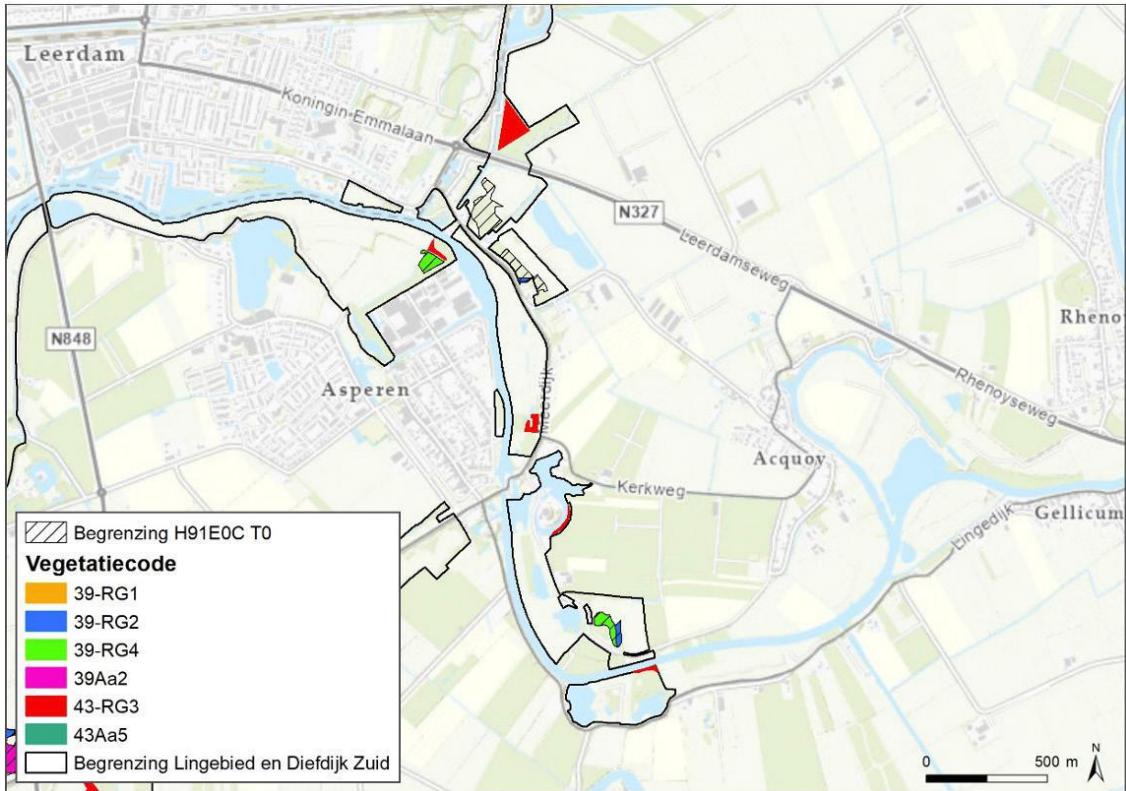 Leerdam
Koningin Emmalaan
N327
Leerdamseweg
N848
Rheno
Asperen
Meerdijk
Rhenoyseweg
Acquoy
Kerkweg
Gellicum
Lingedijk
Begrenzing H91E0C T0
Vegetatiecode
39-RG1
39-RG2
39-RG4
39Aa2
43-RG3
43Aa5
Begrenzing Lingebied en Diefdijk Zuid
0 500 m
N